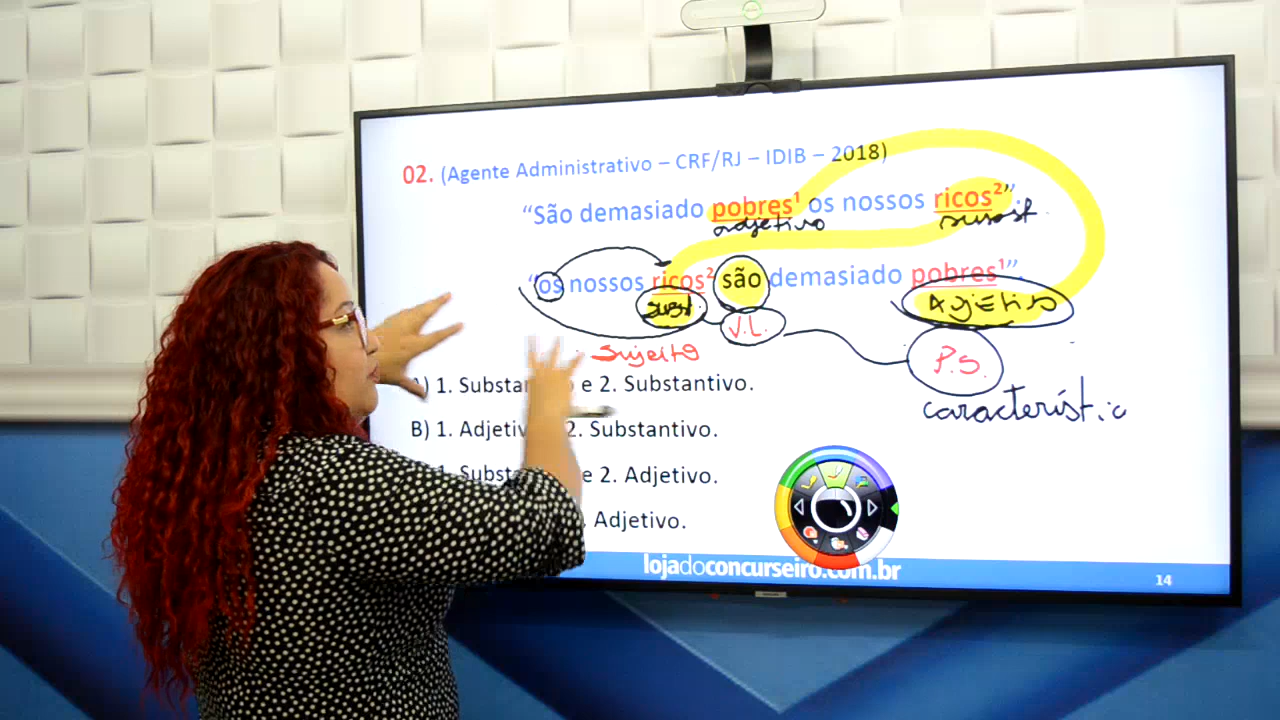 02. (Agente Administrativo – CRF/RJ – IDIB – 2018)
“São demasiado pobres¹ os nossos ricos²”.
adjetivo subst
“os nossos ricos² são demasiado pobres¹”.
subst V.L. Adjetivo
Sujeito P.S.
característic
A) 1. Substantivo e 2. Substantivo.
B) 1. Adjetivo 2. Substantivo.
1. Subst e 2. Adjetivo.
Adjetivo.
lojadoconcurseiro.com.br
14